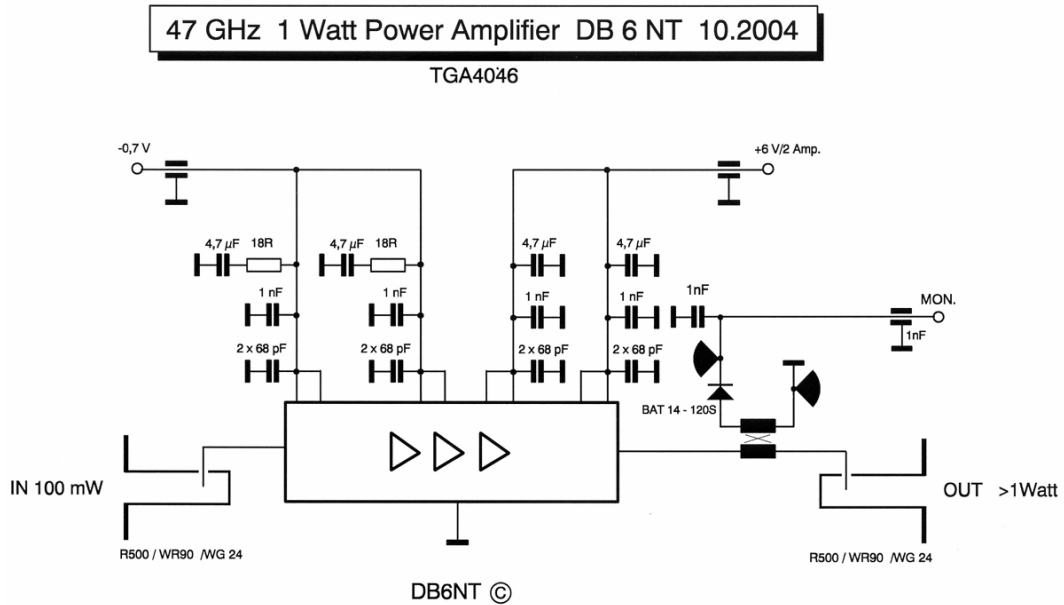 47 GHz 1 Watt Power Amplifier DB 6 NT 10.2004
TGA4046
-0,7 V
+6 V/2 Amp.
4,7 µF 18R
4,7 µF 18R
4,7 µF
4,7 µF
1 nF
1 nF
1 nF
1 nF
1nF
MON.
1nF
2 x 68 pF
2 x 68 pF
2 x 68 pF
2 x 68 pF
BAT 14 - 120S
IN 100 mW
OUT >1Watt
R500 / WR90 /WG 24
R500 / WR90 /WG 24
DB6NT ©